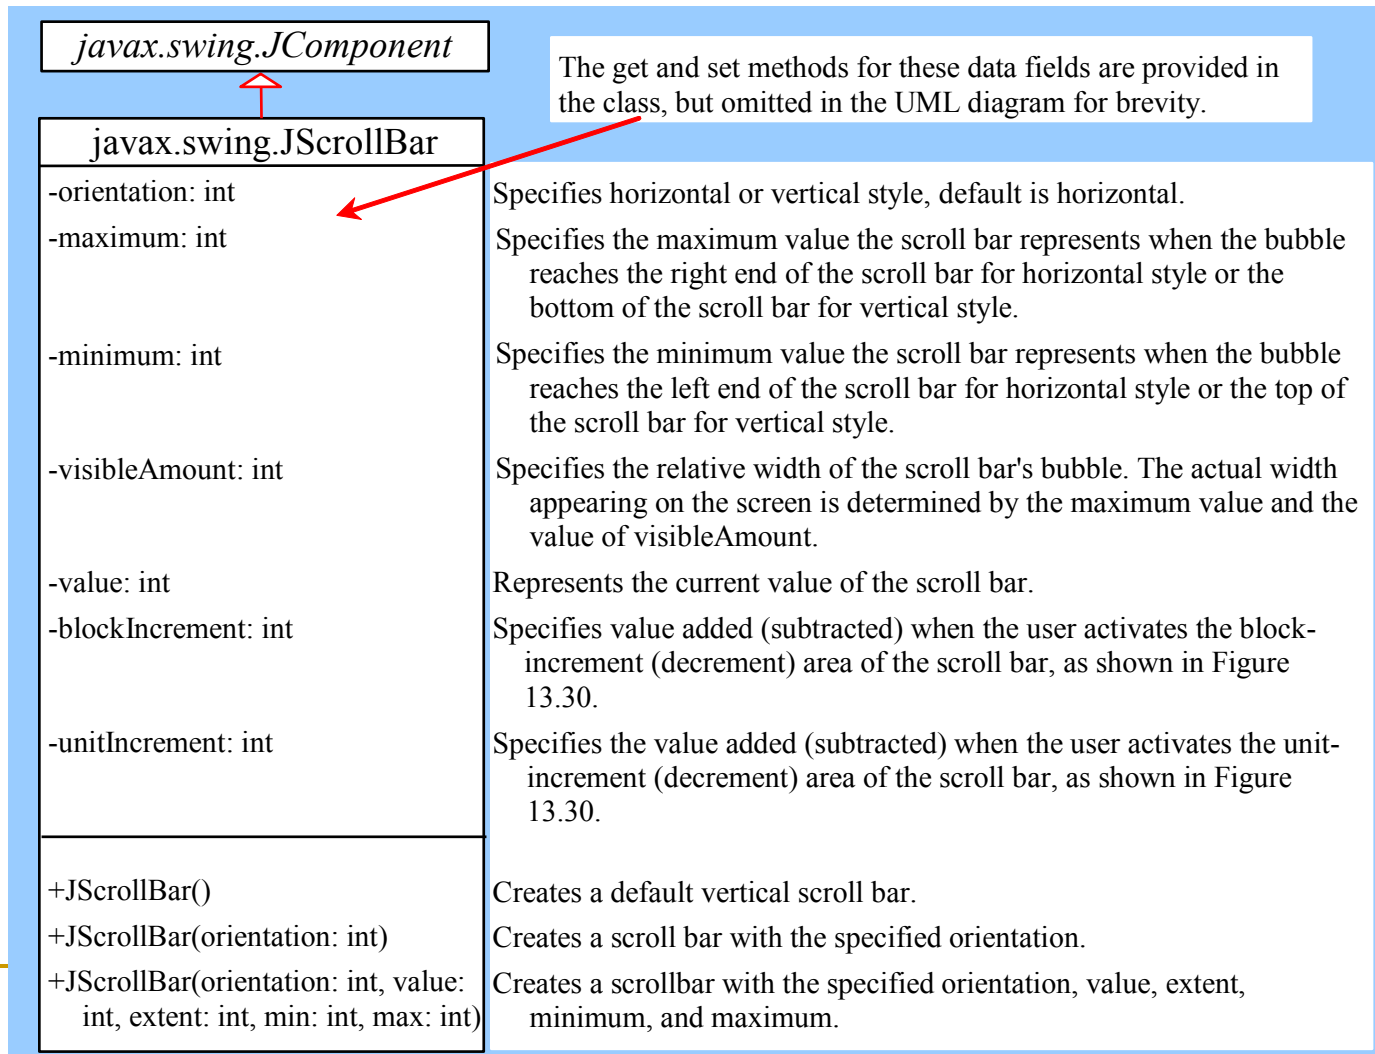 javax.swing.JComponent
The get and set methods for these data fields are provided in
the class, but omitted in the UML diagram for brevity.
javax.swing.JScrollBar
-orientation: int
Specifies horizontal or vertical style, default is horizontal.
-maximum: int
Specifies the maximum value the scroll bar represents when the bubble
reaches the right end of the scroll bar for horizontal style or the
bottom of the scroll bar for vertical style.
-minimum: int
Specifies the minimum value the scroll bar represents when the bubble
reaches the left end of the scroll bar for horizontal style or the top of
the scroll bar for vertical style.
-visibleAmount: int
Specifies the relative width of the scroll bar's bubble. The actual width
appearing on the screen is determined by the maximum value and the
value of visibleAmount.
-value: int
Represents the current value of the scroll bar.
-blockIncrement: int
Specifies value added (subtracted) when the user activates the block-
increment (decrement) area of the scroll bar, as shown in Figure
13.30.
-unitIncrement: int
Specifies the value added (subtracted) when the user activates the unit-
increment (decrement) area of the scroll bar, as shown in Figure
13.30.
+JScrollBar()
Creates a default vertical scroll bar.
+JScrollBar(orientation: int)
Creates a scroll bar with the specified orientation.
+JScrollBar(orientation: int, value:
int, extent: int, min: int, max: int)
Creates a scrollbar with the specified orientation, value, extent,
minimum, and maximum.